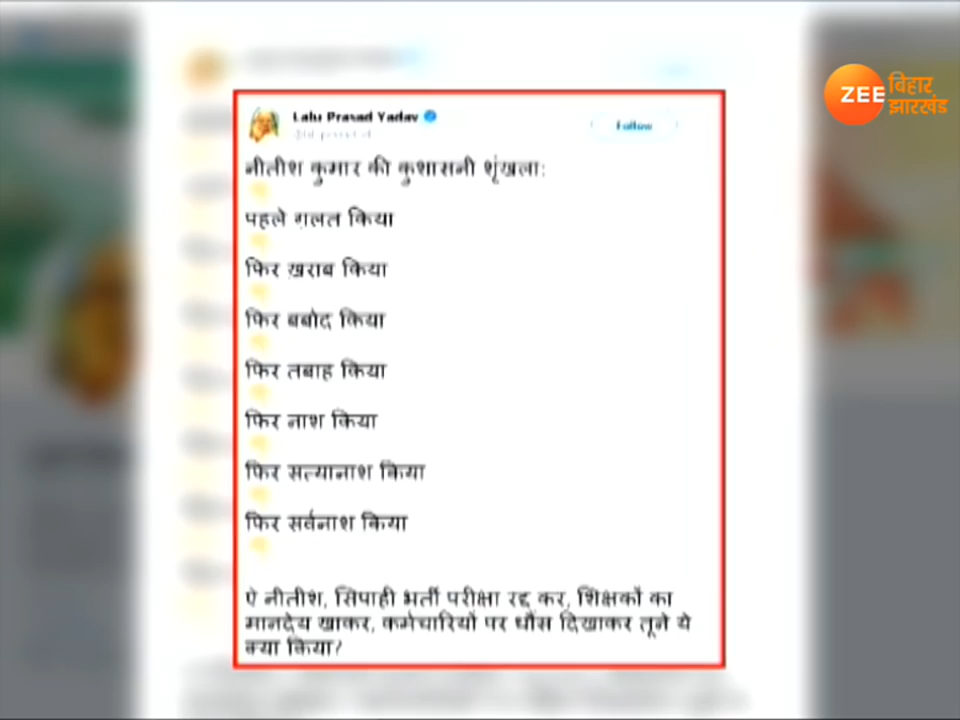 ZEE बिहार
झारखंड
Lalu Prasad Yadav
Follow
नीतीश कुमार की कुशासनी शृंखला:
पहले ग़लत किया
फिर ख़राब किया
फिर बर्बाद किया
फिर तबाह किया
फिर नाश किया
फिर सत्यानाश किया
फिर सर्वनाश किया
ऐ नीतीश, सिपाही भर्ती परीक्षा रद्द कर, शिक्षकों का
मानदेय खाकर, कर्मचारियों पर धौंस दिखाकर तूने ये
क्या किया?